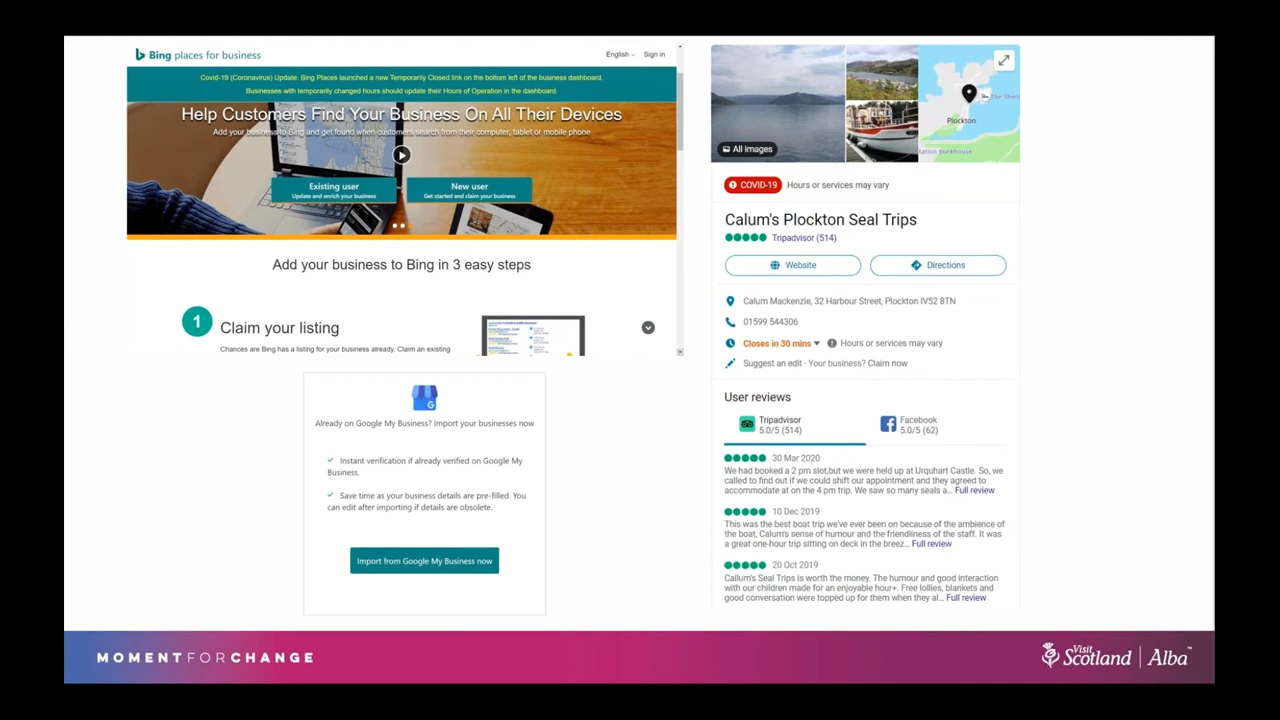 Bing places for business
English
Sign in
Covid-19 (Coronavirus) Update: Bing Places launched a new Temporarily Closed link on the bottom left of the business dashboard.
Businesses with temporarily changed hours should update their Hours of Operation in the dashboard.
Help Customers Find Your Business On All Their Devices
Add your business to Bing and get found when customers search from their computer, tablet or mobile phone
Existing user
Update and enrich your business
New user
Get started and claim your business
Add your business to Bing in 3 easy steps
1
Claim your listing
Chances are Bing has a listing for your business already. Claim an existing
Already on Google My Business? Import your businesses now
Instant verification if already verified on Google My
Business.
Save time as your business details are pre-filled. You
can edit after importing if details are obsolete.
Import from Google My Business now
All images
Plockton
COVID-19 Hours or services may vary
Calum's Plockton Seal Trips
Tripadvisor (514)
Website
Directions
Calum Mackenzie, 32 Harbour Street, Plockton IV52 8TN
01599 544306
Closes in 30 mins Hours or services may vary
Suggest an edit · Your business? Claim now
User reviews
Tripadvisor
5.0/5 (514)
Facebook
5.0/5 (62)
30 Mar 2020
We had booked a 2 pm slot,but we were held up at Urquhart Castle. So, we
called to find out if we could shift our appointment and they agreed to
accommodate at on the 4 pm trip. We saw so many seals a... Full review
10 Dec 2019
This was the best boat trip we've ever been on because of the ambience of
the boat, Calum's sense of humour and the friendliness of the staff. It was
a great one-hour trip sitting on deck in the breez... Full review
20 Oct 2019
Callum's Seal Trips is worth the money. The humour and good interaction
with our children made for an enjoyable hour+. Free lollies, blankets and
good conversation were topped up for them when they al... Full review
MOMENTFORCHANGE
Visit
Scotland | Alba™